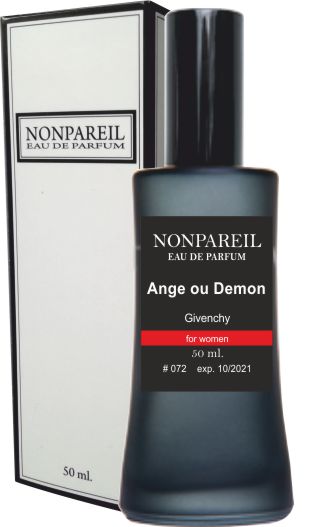 NONPAREIL
EAU DE PARFUM
50 ml.
NONPAREIL
EAU DE PARFUM
Ange ou Demon
Givenchy
for women
50 ml.
# 072 exp. 10/2021